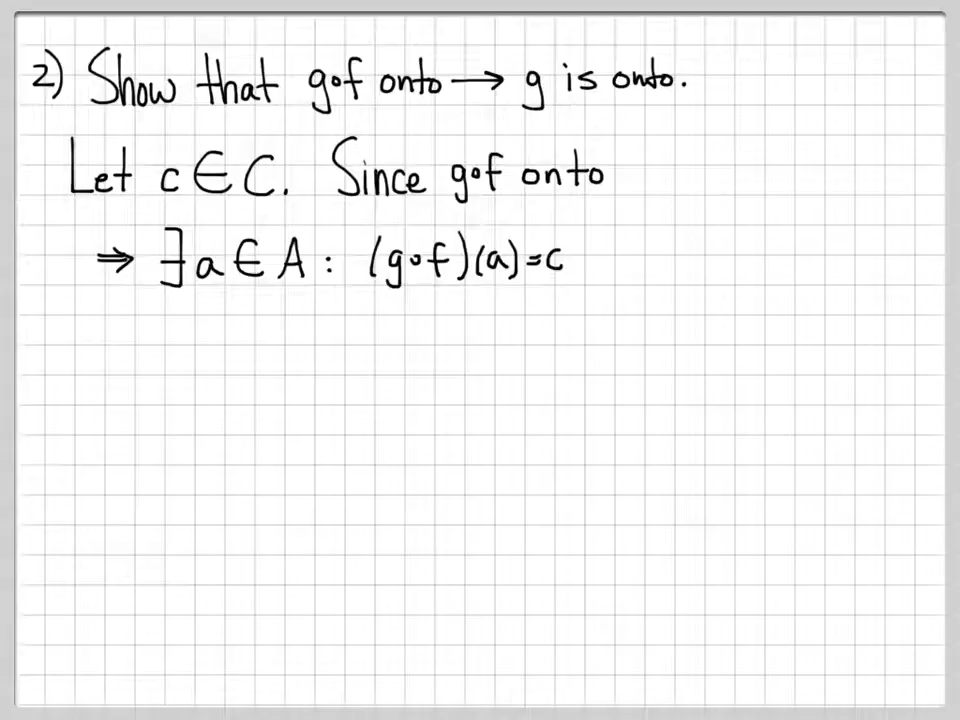 2) Show that g∘f onto → g is onto.
Let c ∈ C. Since g∘f onto
⇒ ∃ a ∈ A : (g∘f)(a) = c